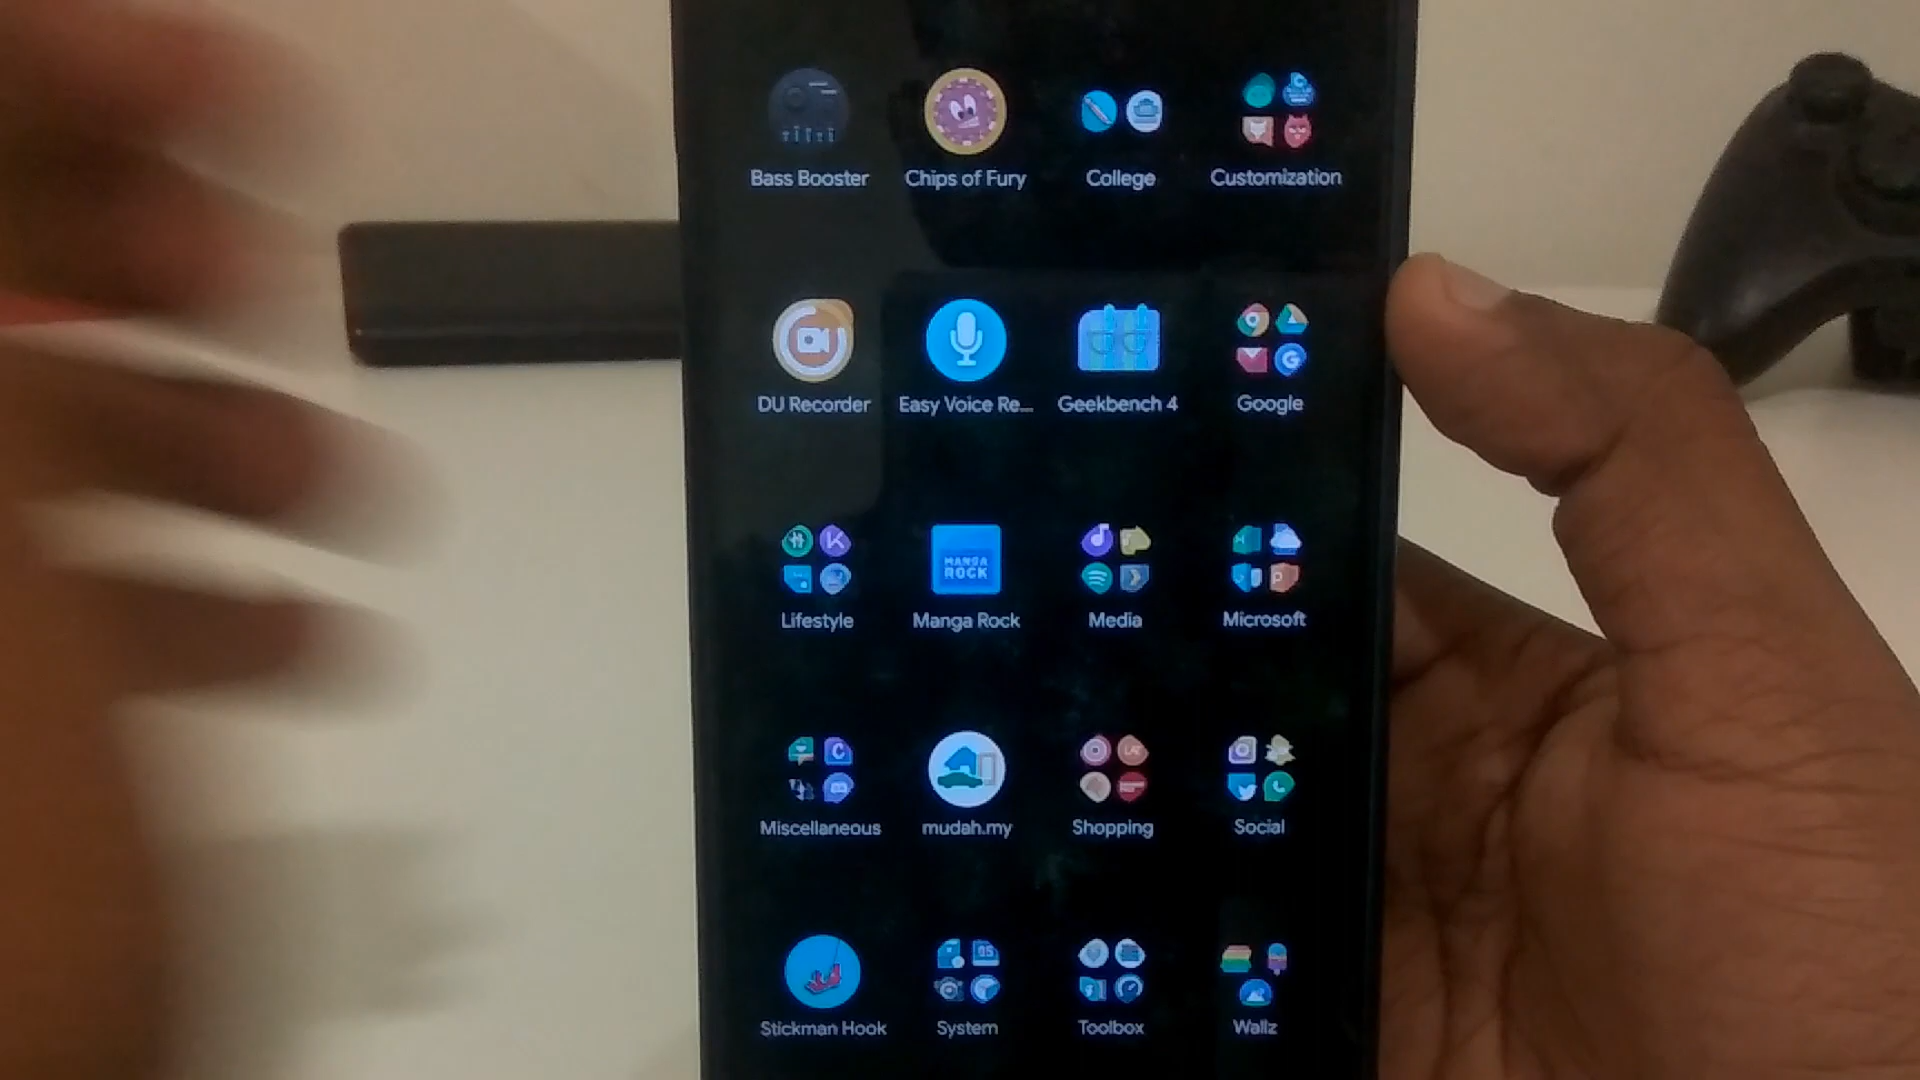 Bass Booster
Chips of Fury
College
Customization
DU Recorder
Easy Voice Re...
Geekbench 4
Google
Lifestyle
MANGA
ROCK
Manga Rock
Media
Microsoft
Miscellaneous
mudah.my
Shopping
Social
Stickman Hook
System
Toolbox
Wallz